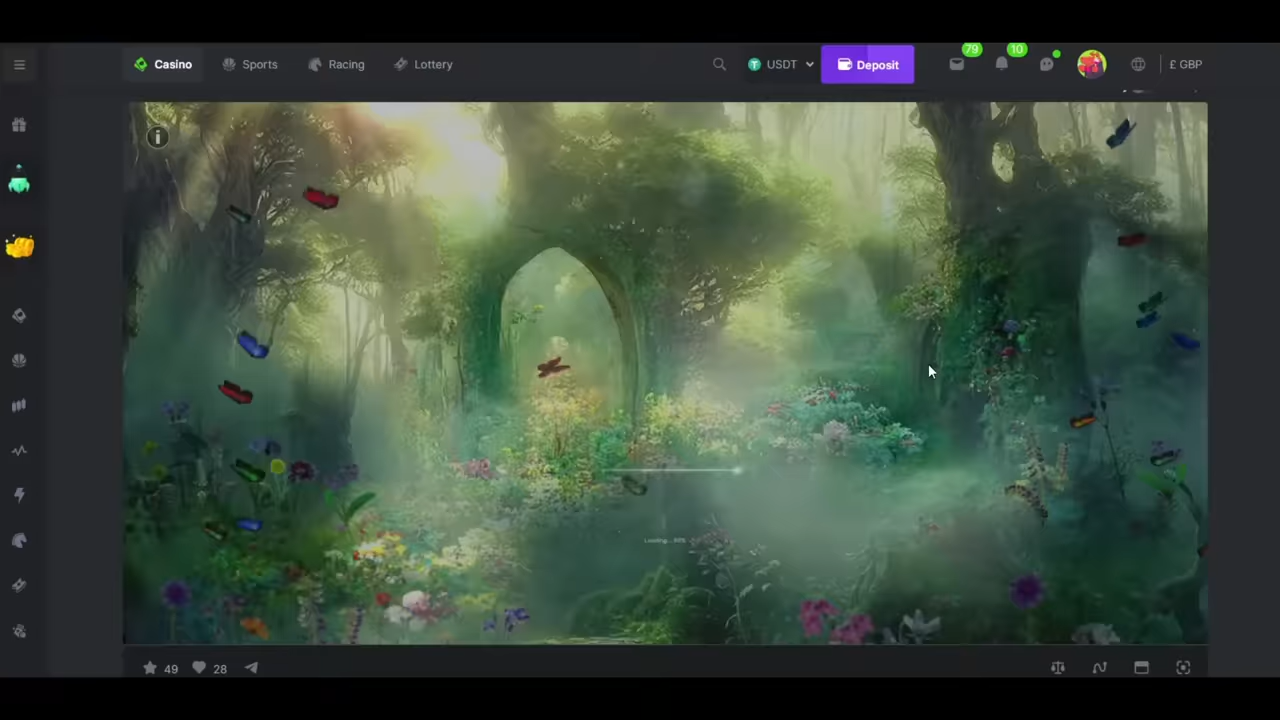 Casino
Sports
Racing
Lottery
USDT
Deposit
79
10
£ GBP
i
49
28